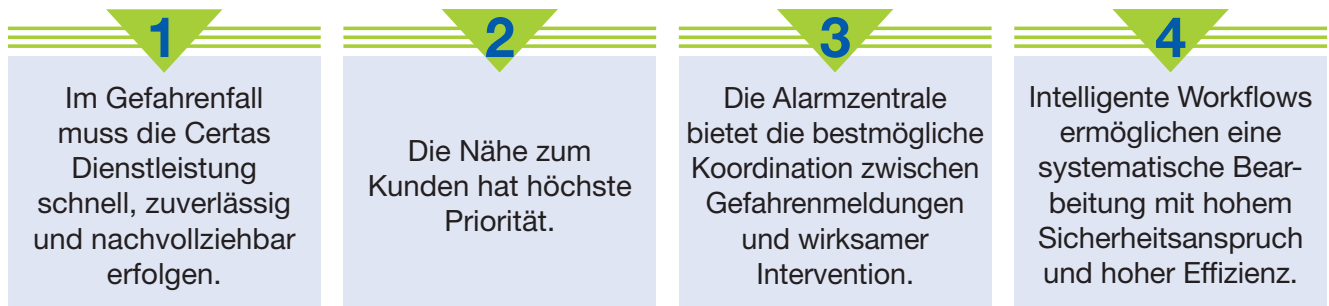 1
Im Gefahrenfall
muss die Certas
Dienstleistung
schnell, zuverlässig
und nachvollziehbar
erfolgen.
2
Die Nähe zum
Kunden hat höchste
Priorität.
3
Die Alarmzentrale
bietet die bestmögliche
Koordination zwischen
Gefahrenmeldungen
und wirksamer
Intervention.
4
Intelligente Workflows
ermöglichen eine
systematische Bear-
beitung mit hohem
Sicherheitsanspruch
und hoher Effizienz.